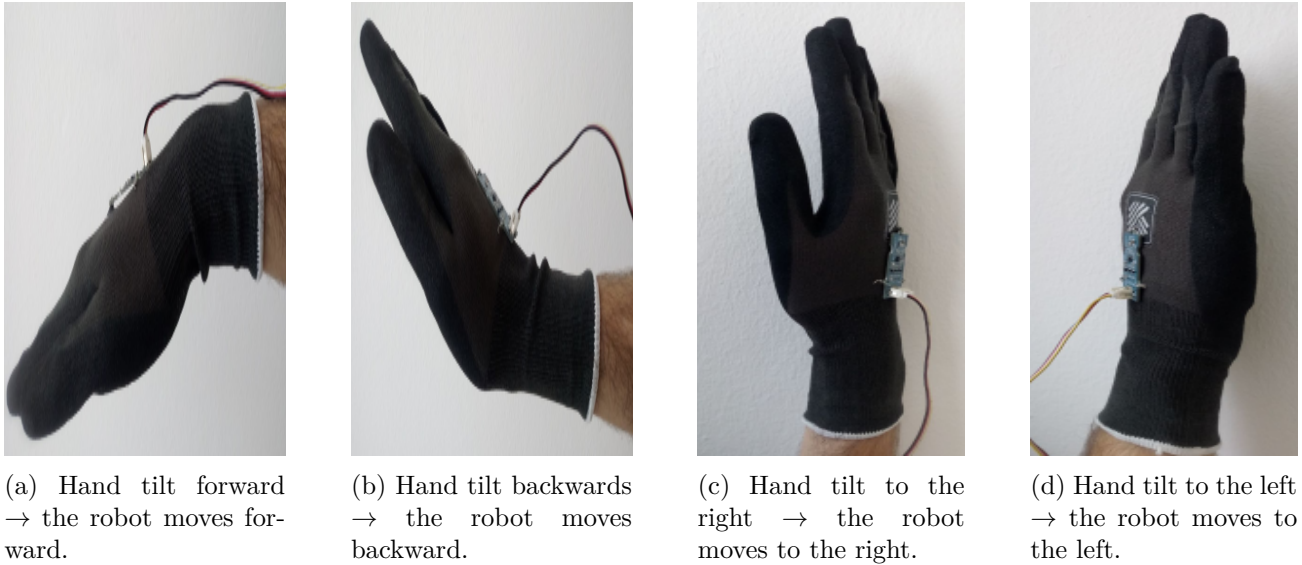 (a) Hand tilt forward
→ the robot moves for-
ward.
(b) Hand tilt backwards
→ the robot moves
backward.
(c) Hand tilt to the
right → the robot
moves to the right.
(d) Hand tilt to the left
→ the robot moves to
the left.